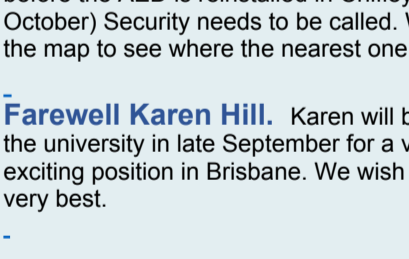 October) Security needs to be called.
the map to see where the nearest one
Farewell Karen Hill. Karen will b
the university in late September for a v
exciting position in Brisbane. We wish
very best.